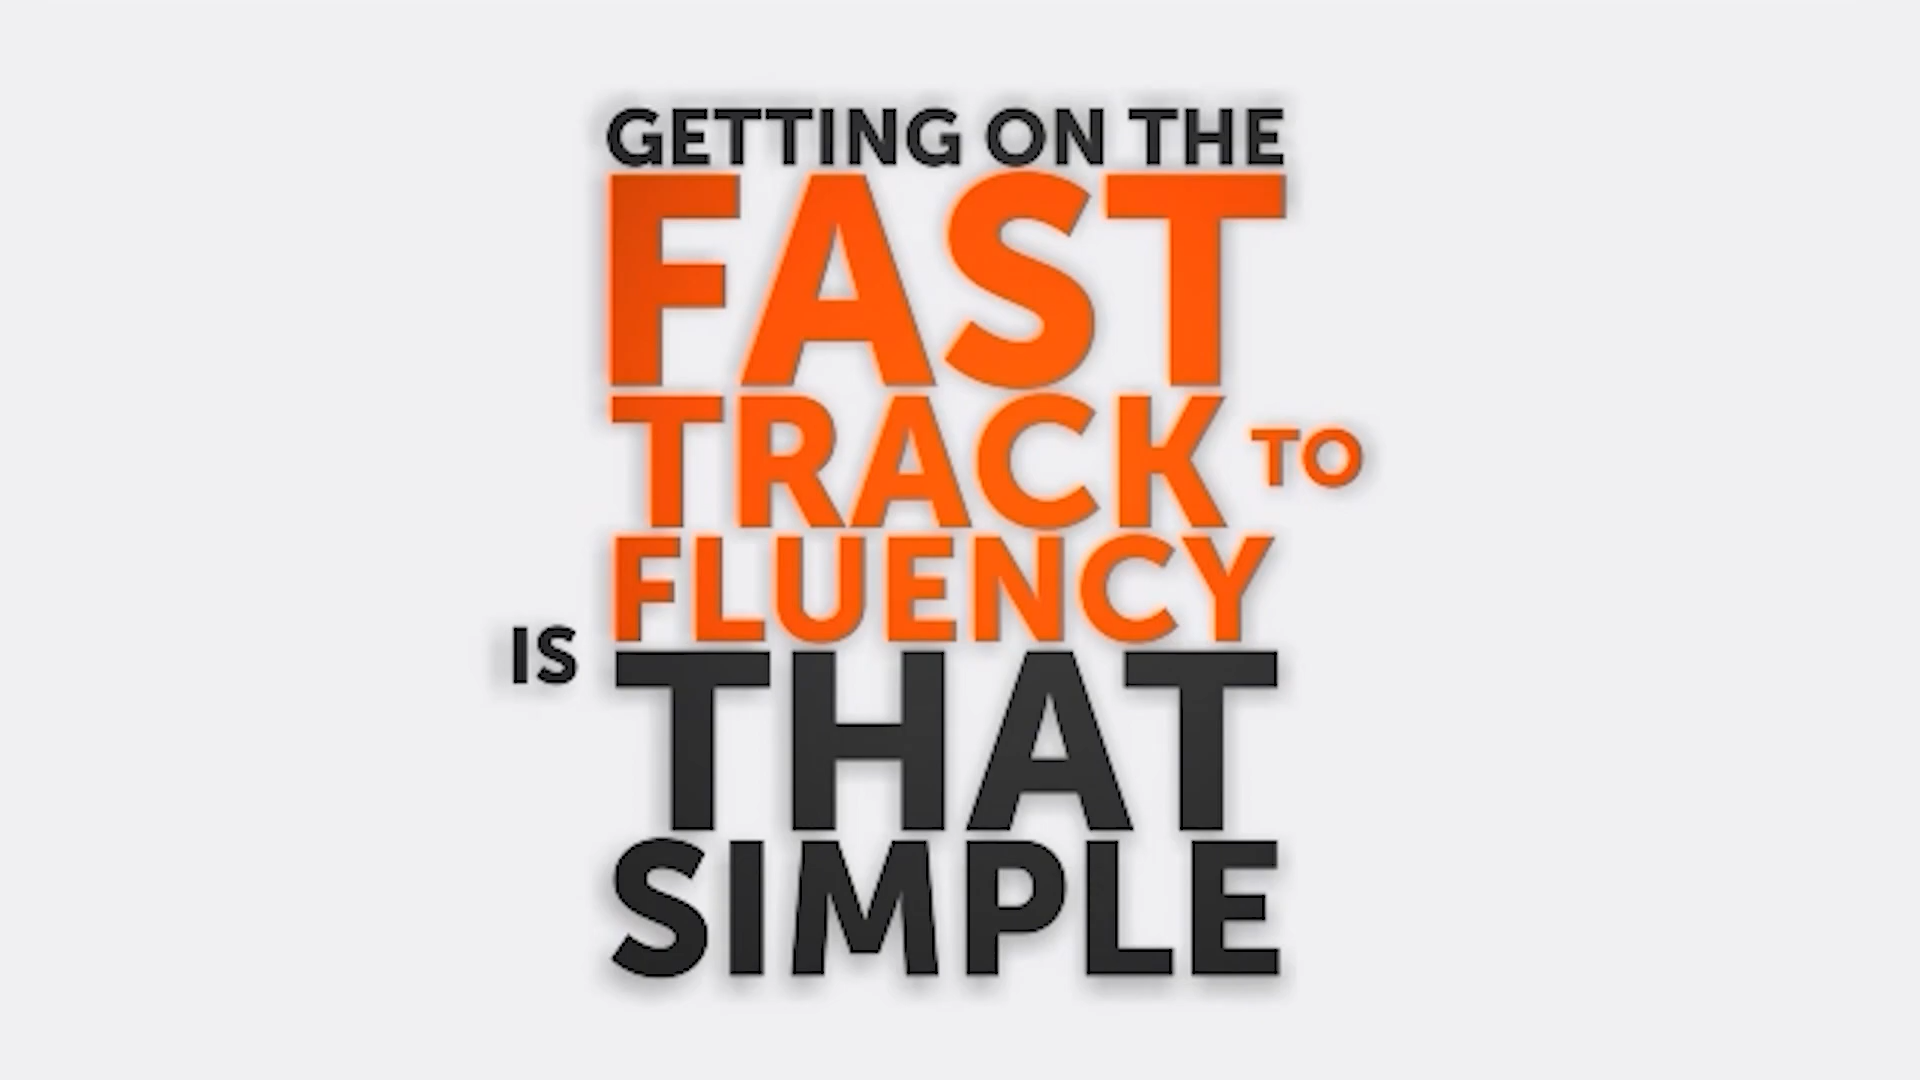 GETTING ON THE
FAST
TRACK TO
FLUENCY
IS THAT
SIMPLE